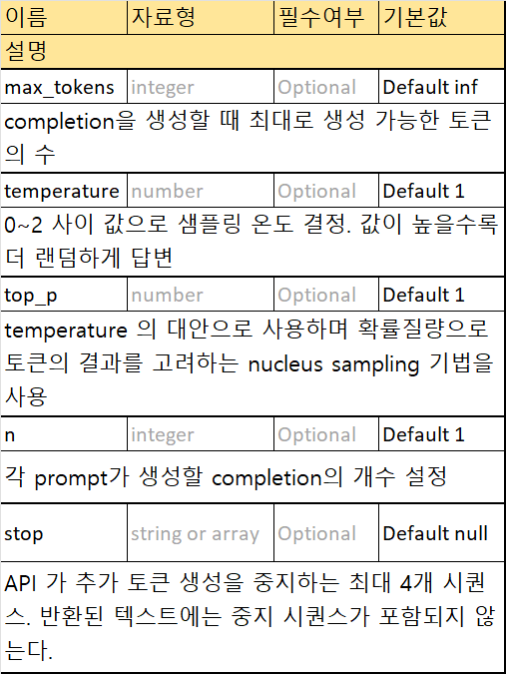 이름 자료형 필수여부 기본값
설명
max_tokens integer Optional Default inf
completion을 생성할 때 최대로 생성 가능한 토큰
의 수
temperature number Optional Default 1
0~2 사이 값으로 샘플링 온도 결정. 값이 높을수록
더 랜덤하게 답변
top_p number Optional Default 1
temperature 의 대안으로 사용하며 확률질량으로
토큰의 결과를 고려하는 nucleus sampling 기법을
사용
n integer Optional Default 1
각 prompt가 생성할 completion의 개수 설정
stop string or array Optional Default null
API 가 추가 토큰 생성을 중지하는 최대 4개 시퀀
스. 반환된 텍스트에는 중지 시퀀스가 포함되지 않
는다.